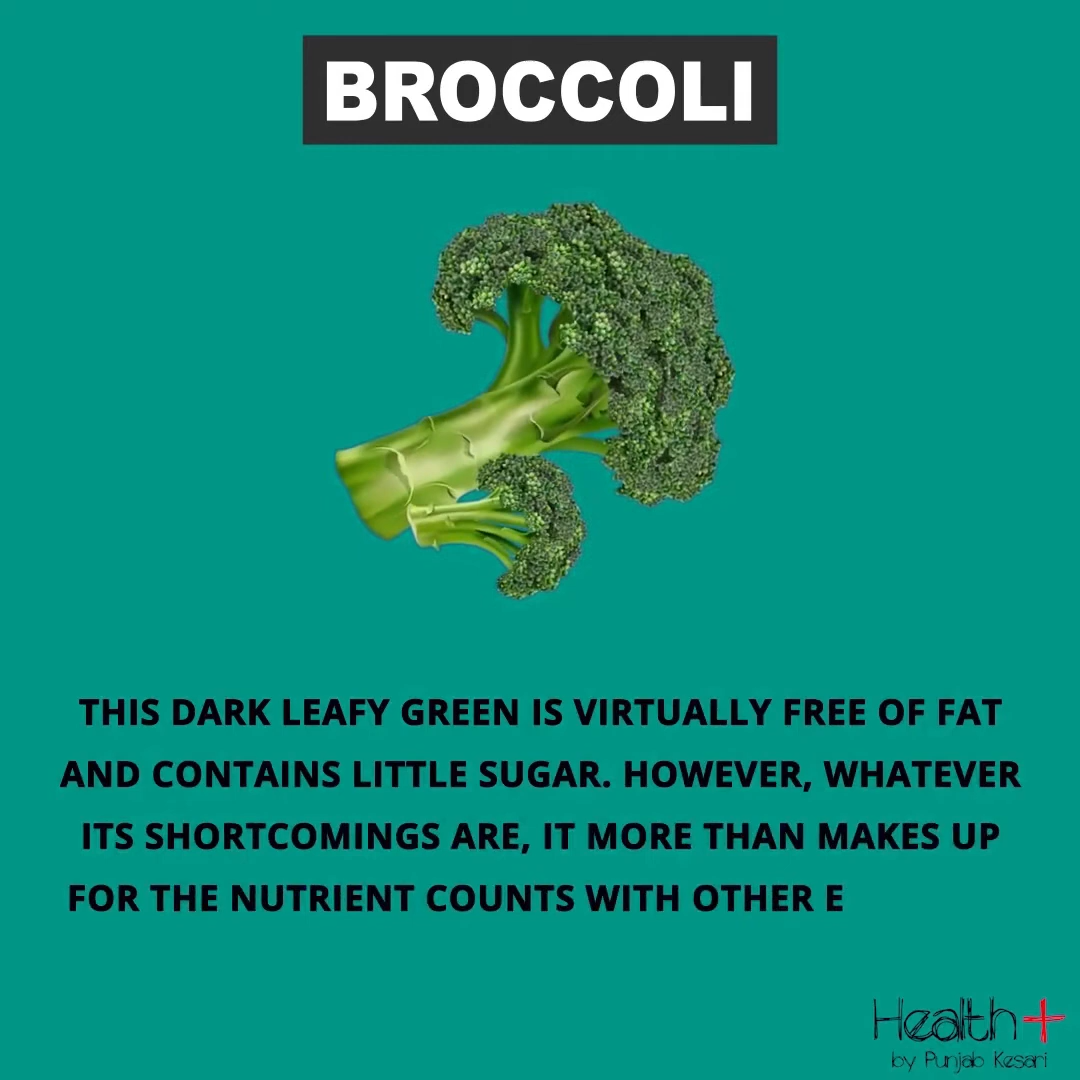 BROCCOLI
THIS DARK LEAFY GREEN IS VIRTUALLY FREE OF FAT
AND CONTAINS LITTLE SUGAR. HOWEVER, WHATEVER
ITS SHORTCOMINGS ARE, IT MORE THAN MAKES UP
FOR THE NUTRIENT COUNTS WITH OTHER E
Health+
by Punjab Kesari